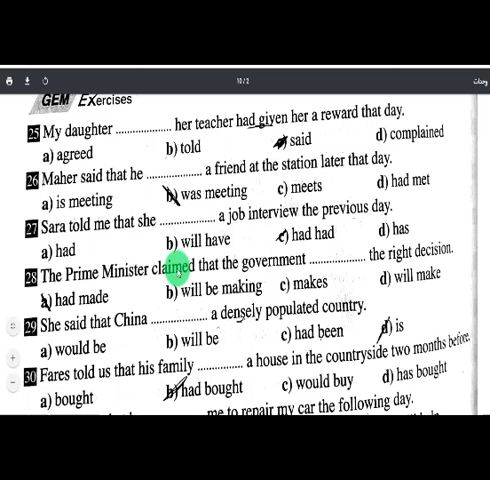 10 / 2
GEM Exercises
25 My daughter .................. her teacher had given her a reward that day.
a) agreed b) told c) said d) complained
26 Maher said that he .................. a friend at the station later that day.
a) is meeting b) was meeting c) meets d) had met
27 Sara told me that she .................. a job interview the previous day.
a) had b) will have c) had had d) has
28 The Prime Minister claimed that the government .................. the right decision.
a) had made b) will be making c) makes d) will make
29 She said that China .................. a densely populated country.
a) would be b) will be c) had been d) is
30 Fares told us that his family .............. a house in the countryside two months before.
a) bought b) had bought c) would buy d) has bought
me to repair my car the following day.